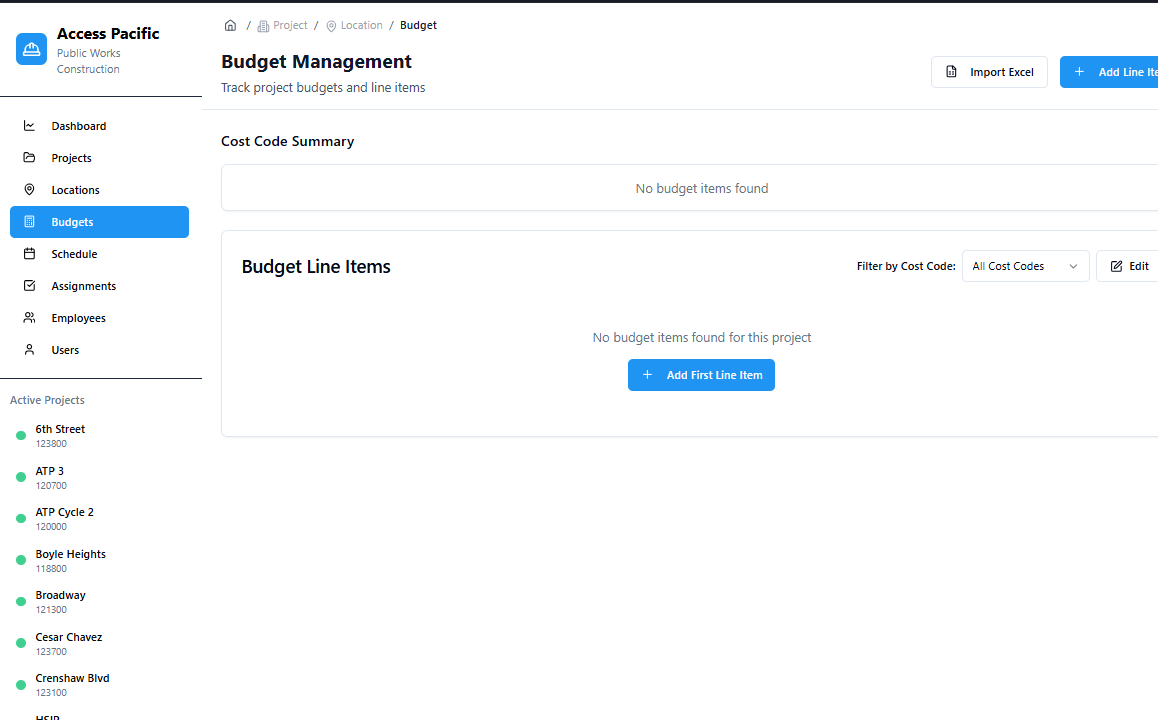 Access Pacific
Public Works
Construction
Dashboard
Projects
Locations
Budgets
Schedule
Assignments
Employees
Users
Active Projects
6th Street
123800
ATP 3
120700
ATP Cycle 2
120000
Boyle Heights
118800
Broadway
121300
Cesar Chavez
123700
Crenshaw Blvd
123100
HSIP
/ Project / Location / Budget
Budget Management
Track project budgets and line items
Import Excel
Add Line Ite
Cost Code Summary
No budget items found
Budget Line Items
Filter by Cost Code: All Cost Codes
Edit
No budget items found for this project
Add First Line Item